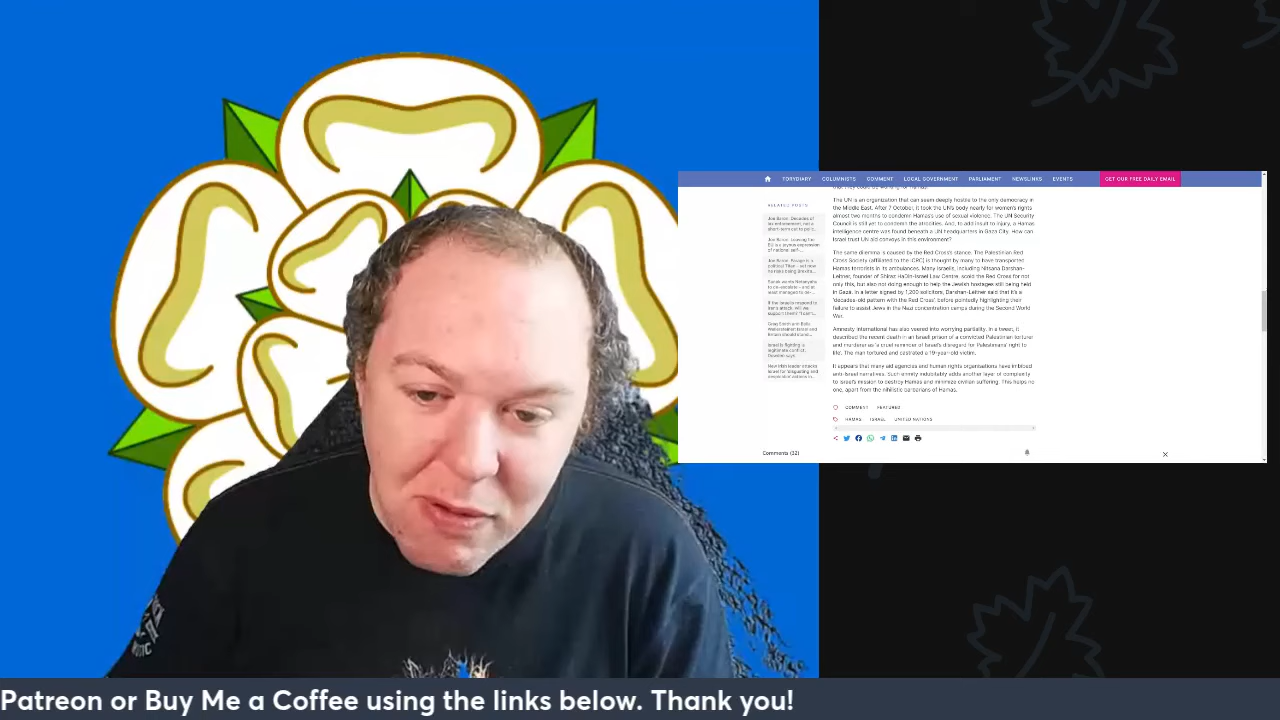 TORYDIARY COLUMNISTS COMMENT LOCAL GOVERNMENT PARLIAMENT NEWSLINKS EVENTS GET OUR FREE DAILY EMAIL
RELATED POSTS
The UN is an organization that can seem deeply hostile to the only democracy in
the Middle East. After 7 October, it took the UN's body nearly for women's rights
almost two months to condemn Hamas's use of sexual violence. The UN Security
Council is still yet to condemn the atrocities. And, to add insult to injury, a Hamas
intelligence centre was found beneath a UN headquarters in Gaza City. How can
Israel trust UN aid convoys in this environment?
The same dilemma is caused by the Red Cross's stance. The Palestinian Red
Cross Society (affiliated to the ICRC) is thought by many to have transported
Hamas terrorists in its ambulances. Many Israelis, including Nitsana Darshan-
Leitner, founder of Shiraz HaDin-Israel Law Centre, scold the Red Cross for not
only this, but also not doing enough to help the Jewish hostages still being held
in Gaza. In a letter signed by 1,200 solicitors, Darshan-Leitner said that it's a
'decades-old pattern with the Red Cross' before pointedly highlighting their
failure to assist Jews in the Nazi concentration camps during the Second World
War.
Amnesty International has also veered into worrying partiality. In a tweet, it
described the recent death in an Israeli prison of a convicted Palestinian torturer
and murderer as 'a cruel reminder of Israel's disregard for Palestinians' right to
life'. The man tortured and castrated a 19-year-old victim.
It appears that many aid agencies and human rights organisations have imbibed
anti-Israel narratives. Such enmity indubitably adds another layer of complexity
to Israel's mission to destroy Hamas and minimize civilian suffering. This helps no
one, apart from the nihilistic barbarians of Hamas.
COMMENT FEATURED
HAMAS ISRAEL UNITED NATIONS
Comments (32)
Patreon or Buy Me a Coffee using the links below. Thank you!